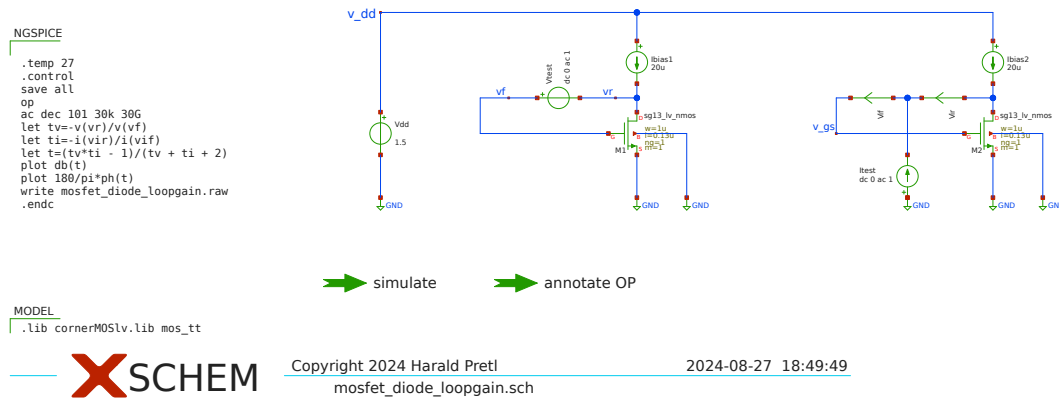 NGSPICE
.temp 27
.control
save all
op
ac dec 101 30k 30G
let tv=-v(vr)/v(vf)
let ti=-i(vir)/i(vif)
let t=(tv*ti - 1)/(tv + ti + 2)
plot db(t)
plot 180/pi*ph(t)
write mosfet_diode_loopgain.raw
.endc
v_dd
Vdd
1.5
GND
Vtest
dc 0 ac 1
vf
vr
Ibias1
20u
sg13_lv_nmos
w=1u
l=0.13u
ng=1
m=1
D
G
B
S
M1
GND
GND
Ibias2
20u
Vif
Vir
v_gs
sg13_lv_nmos
w=1u
l=0.13u
ng=1
m=1
D
G
B
S
M2
Itest
dc 0 ac 1
GND
GND
GN
simulate
annotate OP
MODEL
.lib cornerMOSlv.lib mos_tt
XSCHEM
Copyright 2024 Harald Pretl
2024-08-27 18:49:49
mosfet_diode_loopgain.sch